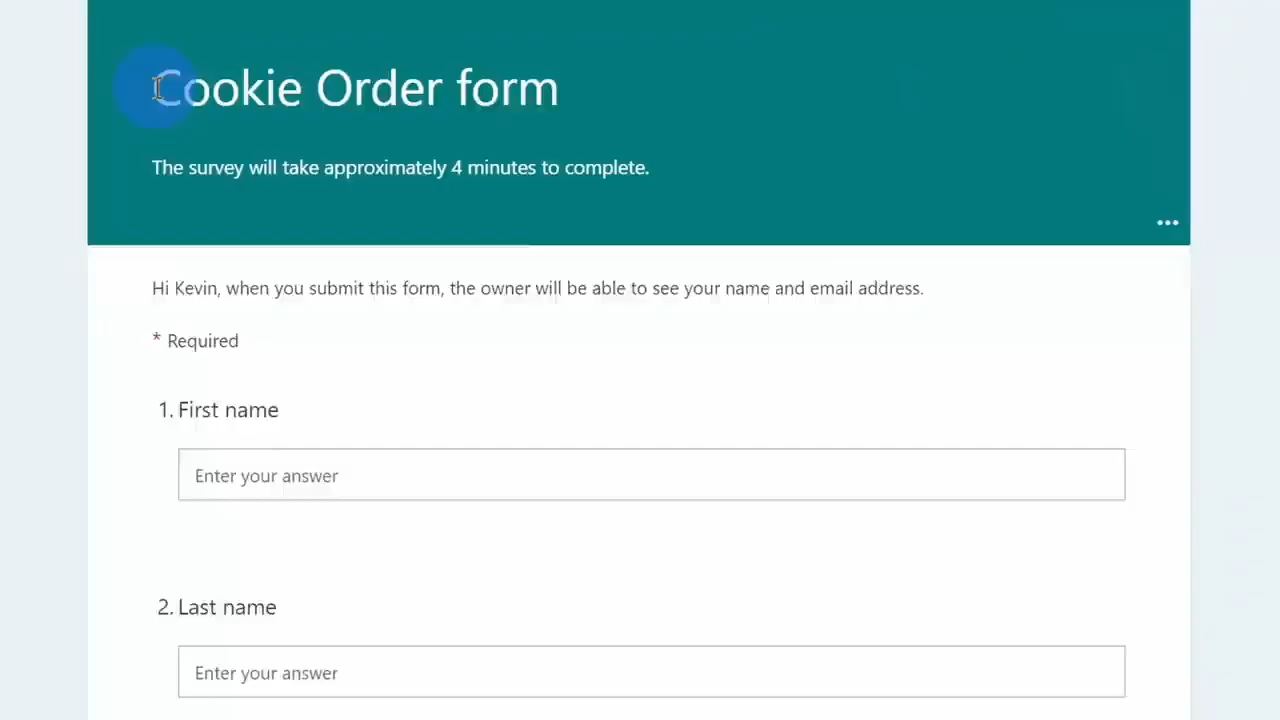 Cookie Order form
The survey will take approximately 4 minutes to complete.
Hi Kevin, when you submit this form, the owner will be able to see your name and email address.
* Required
1. First name
Enter your answer
2. Last name
Enter your answer